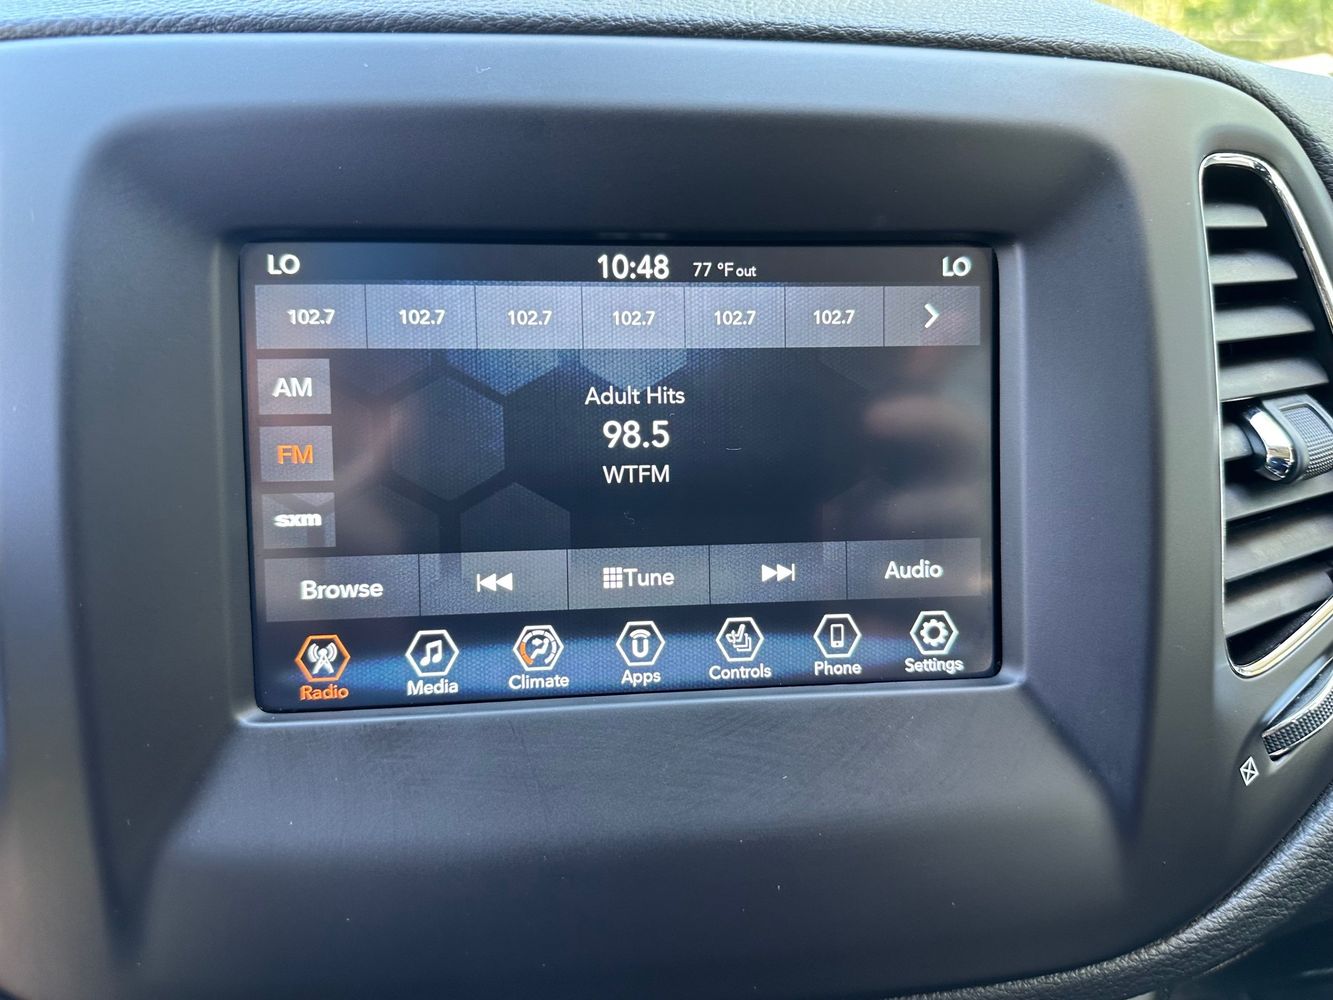 LO 10:48 77 °F out LO
102.7 102.7 102.7 102.7 102.7 102.7
AM
Adult Hits
98.5
FM
WTFM
sxm
Browse Tune Audio
Radio Media Climate Apps Controls Phone Settings